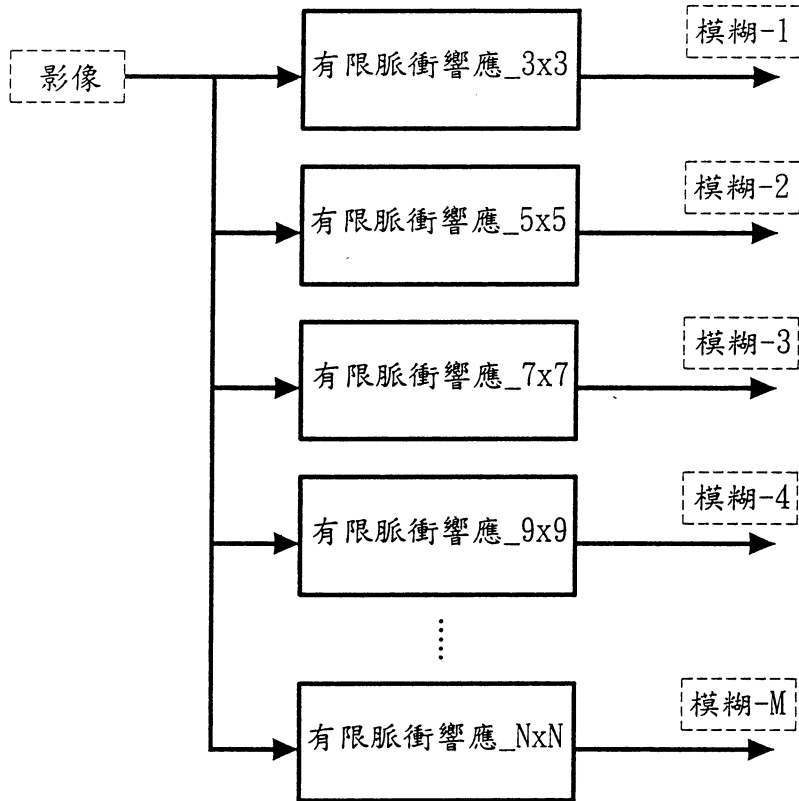 模糊-1
影像
有限脈衝響應_3x3
模糊-2
有限脈衝響應_5x5
模糊-3
有限脈衝響應_7x7
模糊-4
有限脈衝響應_9x9
模糊-M
有限脈衝響應_NxN